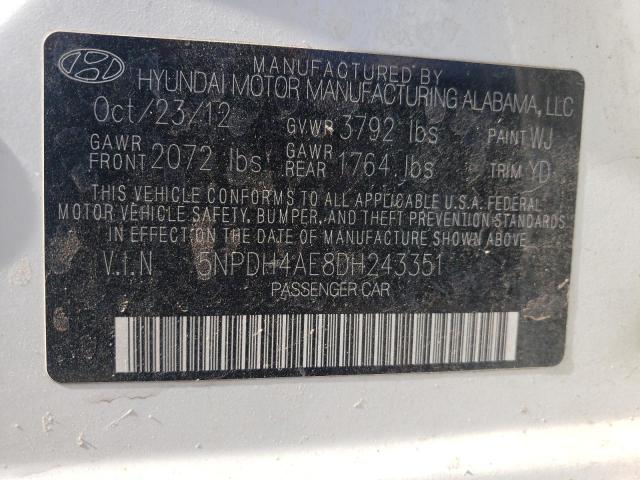 MANUFACTURED BY
HYUNDAI MOTOR MANUFACTURING ALABAMA, LLC
Oct/23/12 GVWR 3792 lbs PAINT WJ
GAWR FRONT 2072 lbs GAWR REAR 1764 lbs TRIM YD
THIS VEHICLE CONFORMS TO ALL APPLICABLE U.S.A. FEDERAL
MOTOR VEHICLE SAFETY, BUMPER, AND THEFT PREVENTION STANDARDS
IN EFFECT ON THE DATE OF MANUFACTURE SHOWN ABOVE.
V.I.N 5NPDH4AE8DH243351
PASSENGER CAR